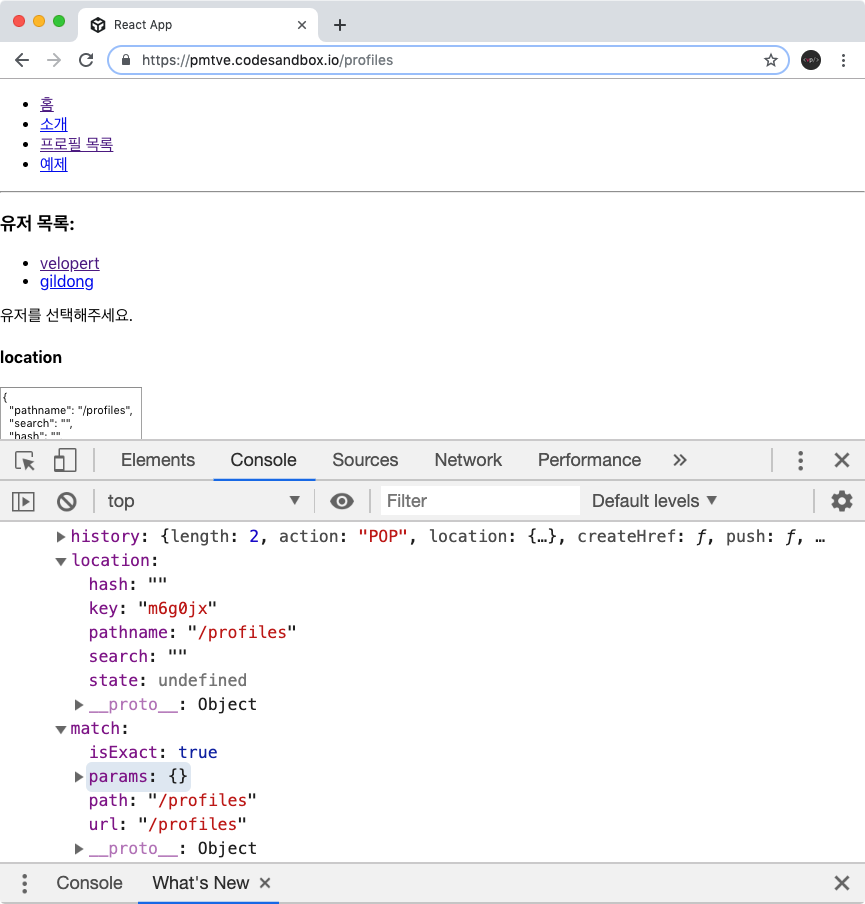 React App
https://pmtve.codesandbox.io/profiles
홈
소개
프로필 목록
예제
유저 목록:
velopert
gildong
유저를 선택해주세요.
location
{
"pathname": "/profiles",
"search": "",
"hash": ""
Elements Console Sources Network Performance »
top Filter Default levels
history: {length: 2, action: "POP", location: {…}, createHref: ƒ, push: ƒ, …
location:
hash: ""
key: "m6g0jx"
pathname: "/profiles"
search: ""
state: undefined
__proto__: Object
match:
isExact: true
params: {}
path: "/profiles"
url: "/profiles"
__proto__: Object
Console What's New